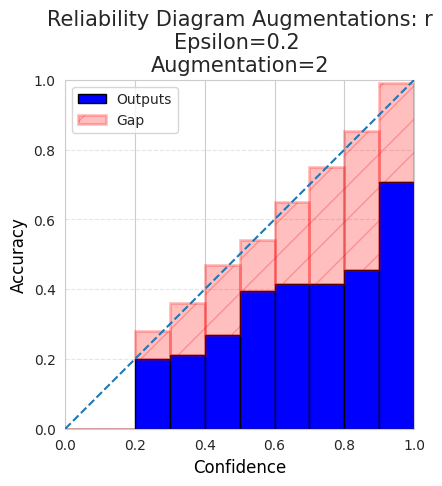 Reliability Diagram Augmentations: r
Epsilon=0.2
Augmentation=2
1.0
0.8
0.6
0.4
0.2
0.0
Accuracy
Outputs
Gap
0.0 0.2 0.4 0.6 0.8 1.0
Confidence